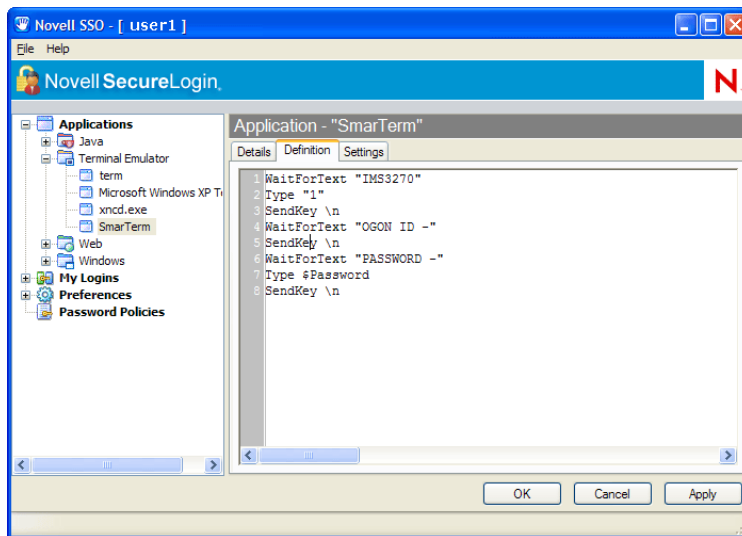 Novell SSO - [ user1 ]
File Help
Novell SecureLogin.
N
Applications
Java
Terminal Emulator
term
Microsoft Windows XP T
xncd.exe
SmarTerm
Web
Windows
My Logins
Preferences
Password Policies
Application - "SmarTerm"
Details Definition Settings
1 WaitForText "IMS3270"
2 Type "1"
3 SendKey \n
4 WaitForText "OGON ID -"
5 SendKey \n
6 WaitForText "PASSWORD -"
7 Type $Password
8 SendKey \n
OK Cancel Apply